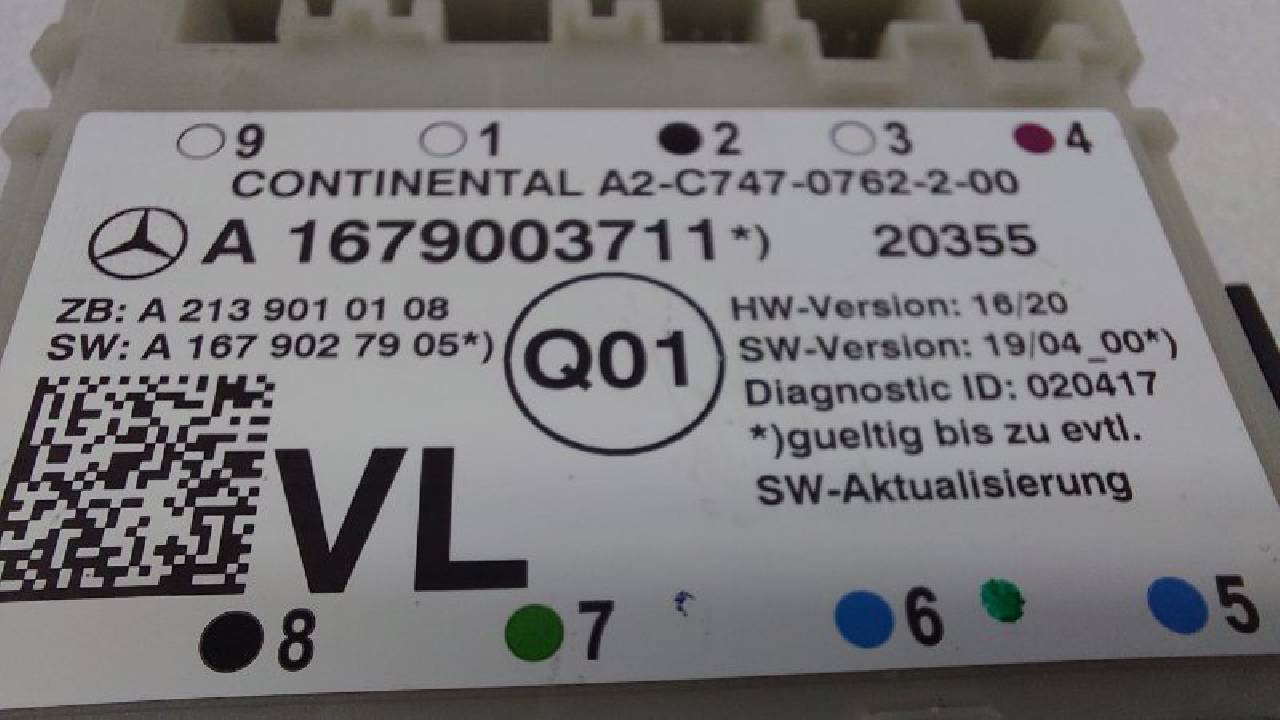 9 1 2 3 4
CONTINENTAL A2-C747-0762-2-00
A 1679003711*) 20355
ZB: A 213 901 01 08
SW: A 167 902 79 05*)
Q01
HW-Version: 16/20
SW-Version: 19/04_00*)
Diagnostic ID: 020417
*)gueltig bis zu evtl.
SW-Aktualisierung
VL
8 7 6 5